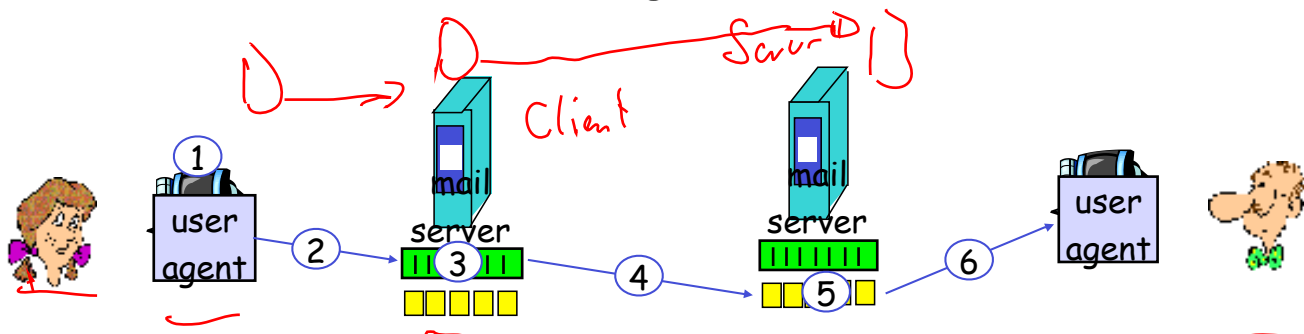 Server
Client
1
mail
server
mail
server
user
agent
user
agent
2
3
4
5
6